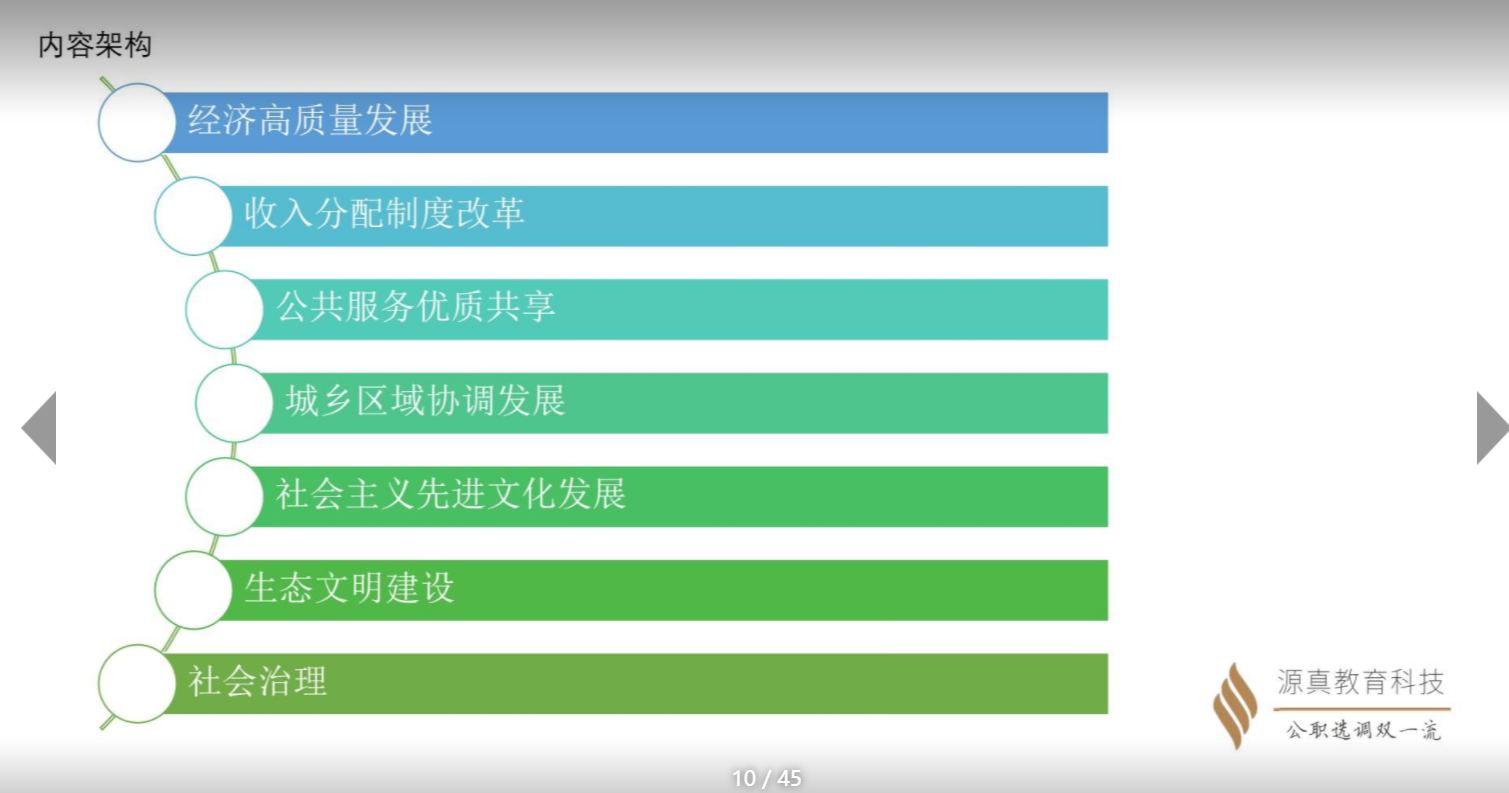 内容架构
经济高质量发展
收入分配制度改革
公共服务优质共享
城乡区域协调发展
社会主义先进文化发展
生态文明建设
社会治理
源真教育科技
公职选调双一流
10 / 45